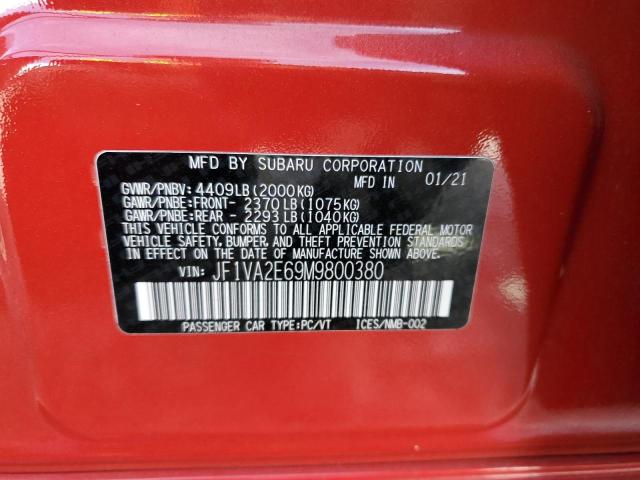 MFD BY SUBARU CORPORATION
MFD IN 01/21
GVWR/PNBV: 4409LB(2000KG)
GAWR/PNBE:FRONT- 2370LB(1075KG)
GAWR/PNBE:REAR - 2293LB(1040KG)
THIS VEHICLE CONFORMS TO ALL APPLICABLE FEDERAL MOTOR
VEHICLE SAFETY, BUMPER, AND THEFT PREVENTION STANDARDS
IN EFFECT ON THE DATE OF MANUFACTURE SHOWN ABOVE.
VIN: JF1VA2E69M9800380
PASSENGER CAR TYPE:PC/VT ICES/NMB-002